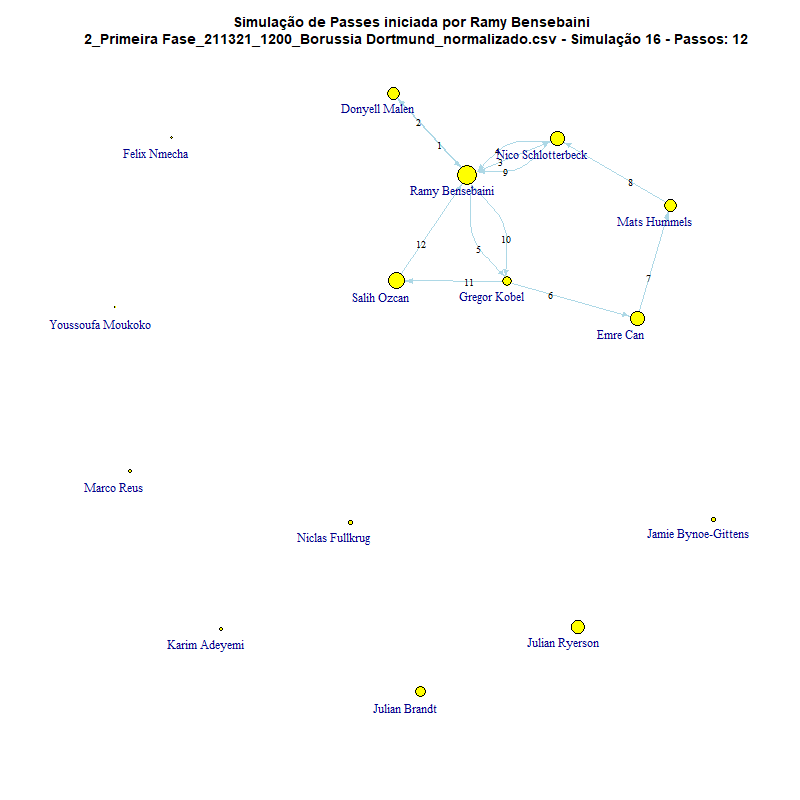 Simulação de Passes iniciada por Ramy Bensebaini
2_Primeira Fase_211321_1200_Borussia Dortmund_normalizado.csv - Simulação 16 - Passos: 12
Donyell Malen
2
1
Felix Nmecha
4
Nico Schlotterbeck
3
9
Ramy Bensebaini
8
Mats Hummels
12
5
10
7
Salih Ozcan
11
Gregor Kobel
6
Emre Can
Youssoufa Moukoko
Marco Reus
Niclas Fullkrug
Jamie Bynoe-Gittens
Karim Adeyemi
Julian Ryerson
Julian Brandt